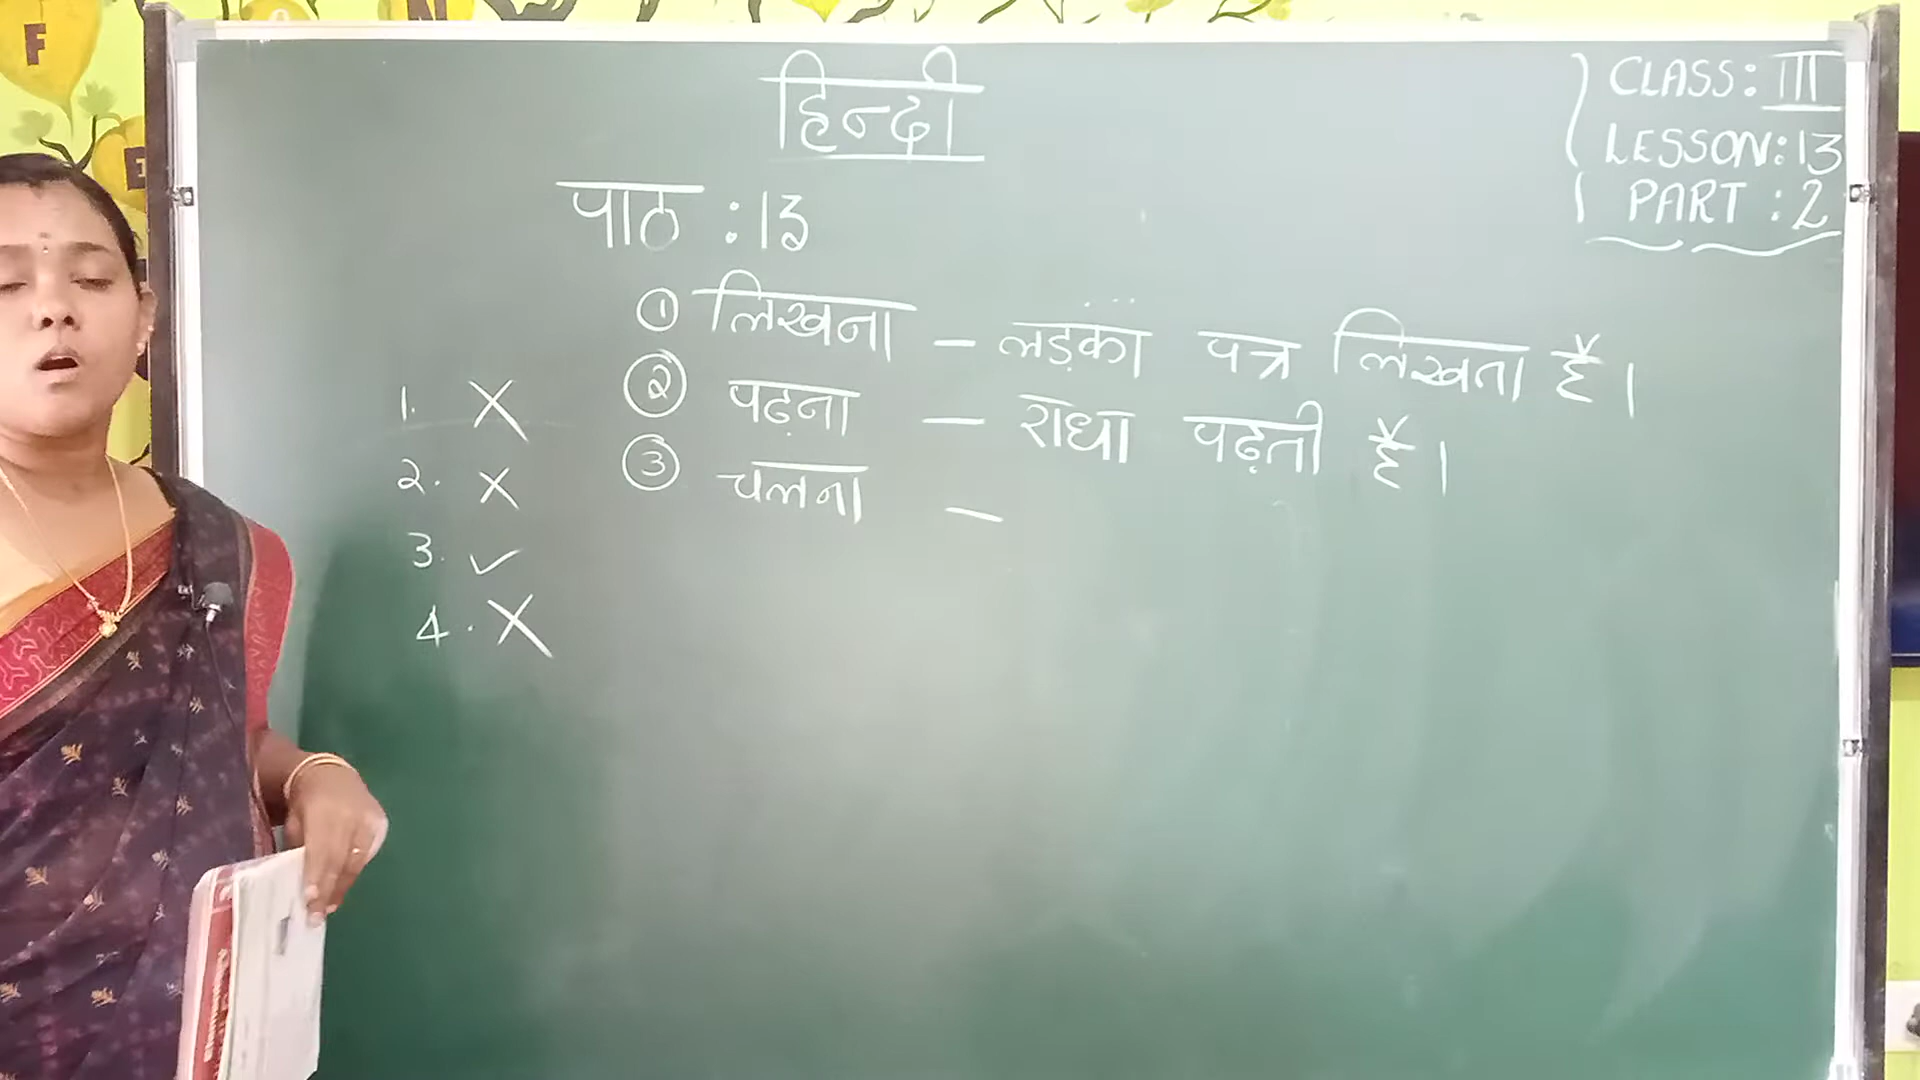 हिन्दी
CLASS: III
LESSON: 13
PART : 2
पाठ : 13
① लिखना – लड़का पत्र लिखता है।
② पढ़ना – राधा पढ़ती है।
③ चलना –
1. X
2. X
3. ✓
4. X